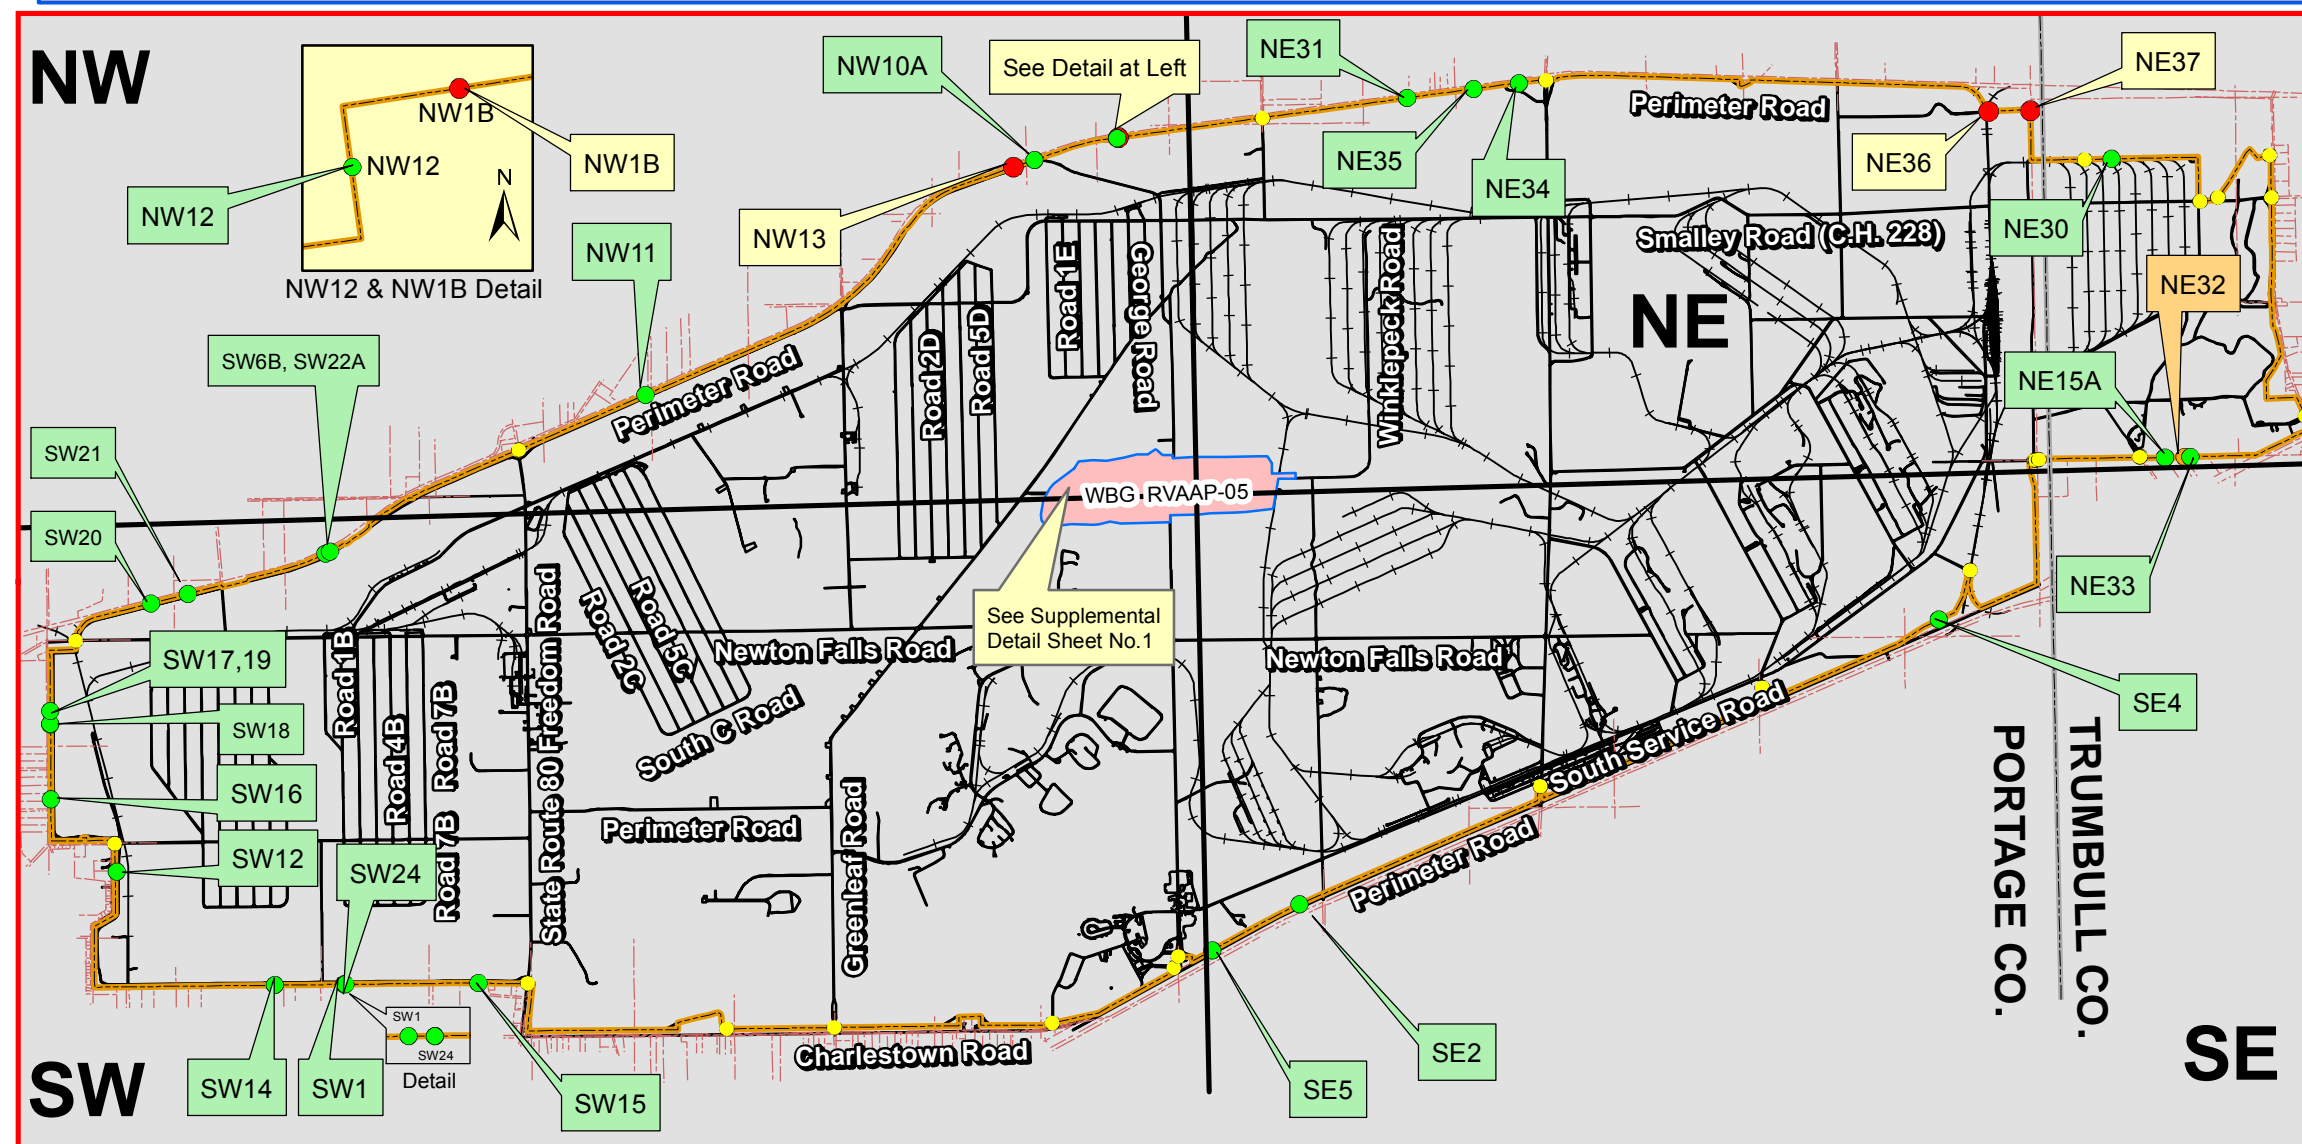 NW
NW1B
NW12
N
NW12 & NW1B Detail
NW12
NW1B
NW10A
See Detail at Left
NE31
NE37
Perimeter Road
NE35
NE34
NE36
NW13
NW11
NE30
Smalley Road (C.H. 228)
NE32
Road 1E
George Road
Winklepeck Road
NE
Road 2D
Road 5D
SW6B, SW22A
Perimeter Road
NE15A
SW21
SW20
WBG RVAAP-05
NE33
See Supplemental
Detail Sheet No.1
Road 2C
Road 5C
Newton Falls Road
Newton Falls Road
SW17,19
SW18
Road 1B
Road 4B
Road 7B
State Route 80 Freedom Road
South C Road
SE4
South Service Road
PORTAGE CO.
TRUMBULL CO.
SW16
SW12
SW24
Road 7B
Perimeter Road
Greenleaf Road
Perimeter Road
SW1
SW24
Detail
Charlestown Road
SW
SW14
SW1
SW15
SE5
SE2
SE